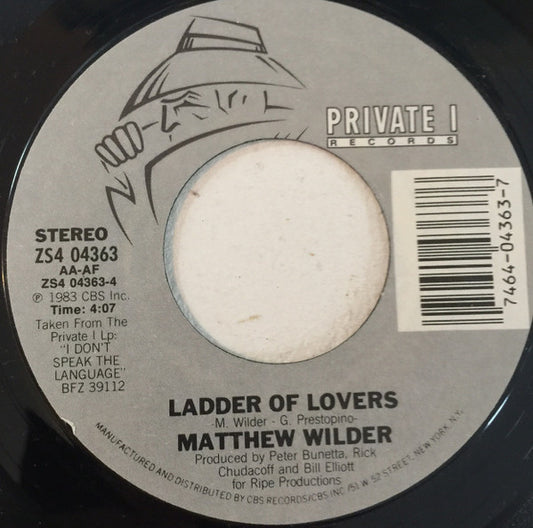 PRIVATE I
RECORDS
STEREO
ZS4 04363
AA-AF
ZS4 04363-4
℗ 1983 CBS Inc.
Time: 4:07
Taken From The
Private I Lp:
"I DON'T
SPEAK THE
LANGUAGE"
BFZ 39112
7464-04363-7
LADDER OF LOVERS
-M. Wilder - G. Prestopino-
MATTHEW WILDER
Produced by Peter Bunetta, Rick
Chudacoff and Bill Elliott
for Ripe Productions
MANUFACTURED AND DISTRIBUTED BY CBS RECORDS/CBS INC./51 W. 52 STREET, NEW YORK, N.Y.